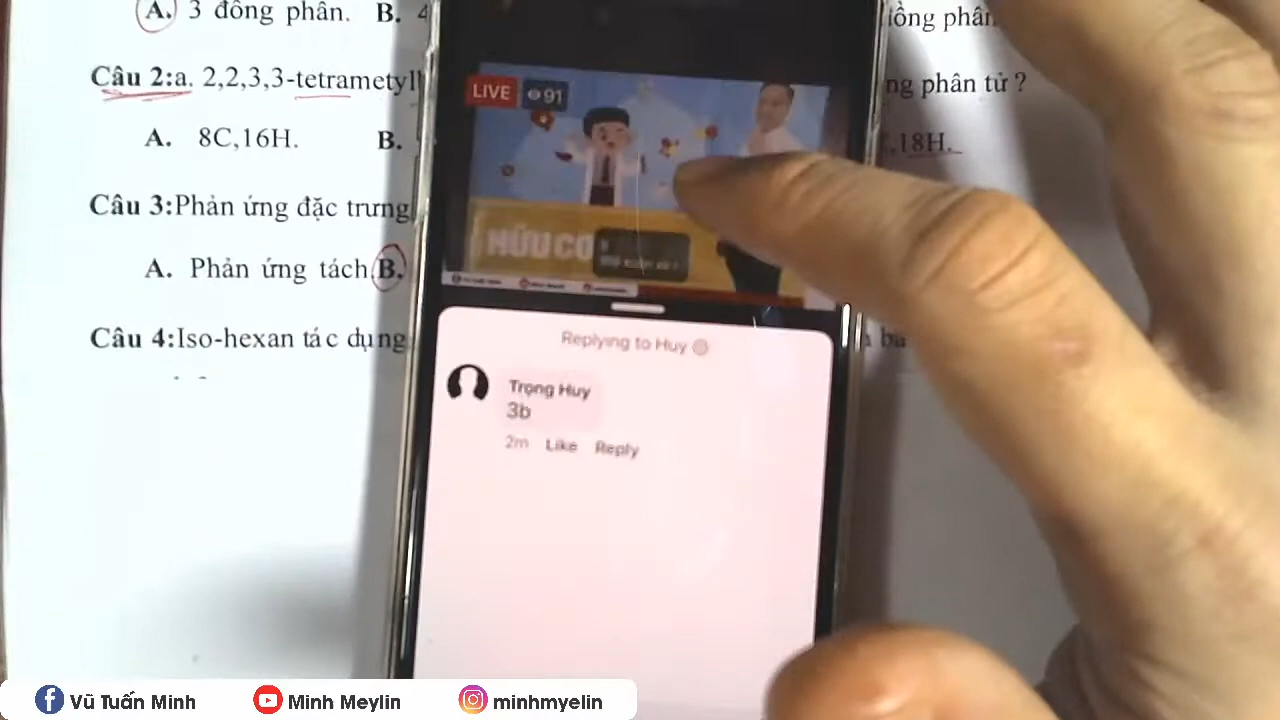 A. 3 đồng phân. B. 4
đồng phân
Câu 2:a. 2,2,3,3-tetrametyl
ng phân tử ?
A. 8C,16H. B.
,18H.
Câu 3:Phản ứng đặc trưng
A. Phản ứng tách B.
Câu 4:Iso-hexan tác dụng
LIVE 91
HỮU CƠ
Replying to Huy
Trọng Huy
3b
2m Like Reply
Vũ Tuấn Minh Minh Meylin minhmyelin